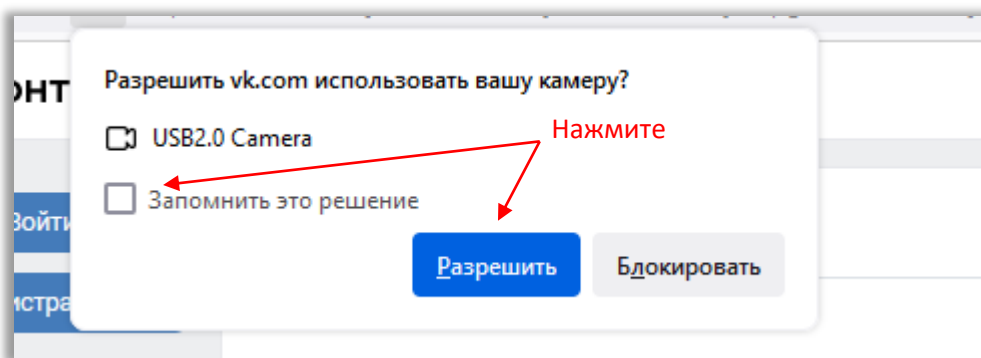 Разрешить vk.com использовать вашу камеру?
USB2.0 Camera
Нажмите
Запомнить это решение
Разрешить
Блокировать